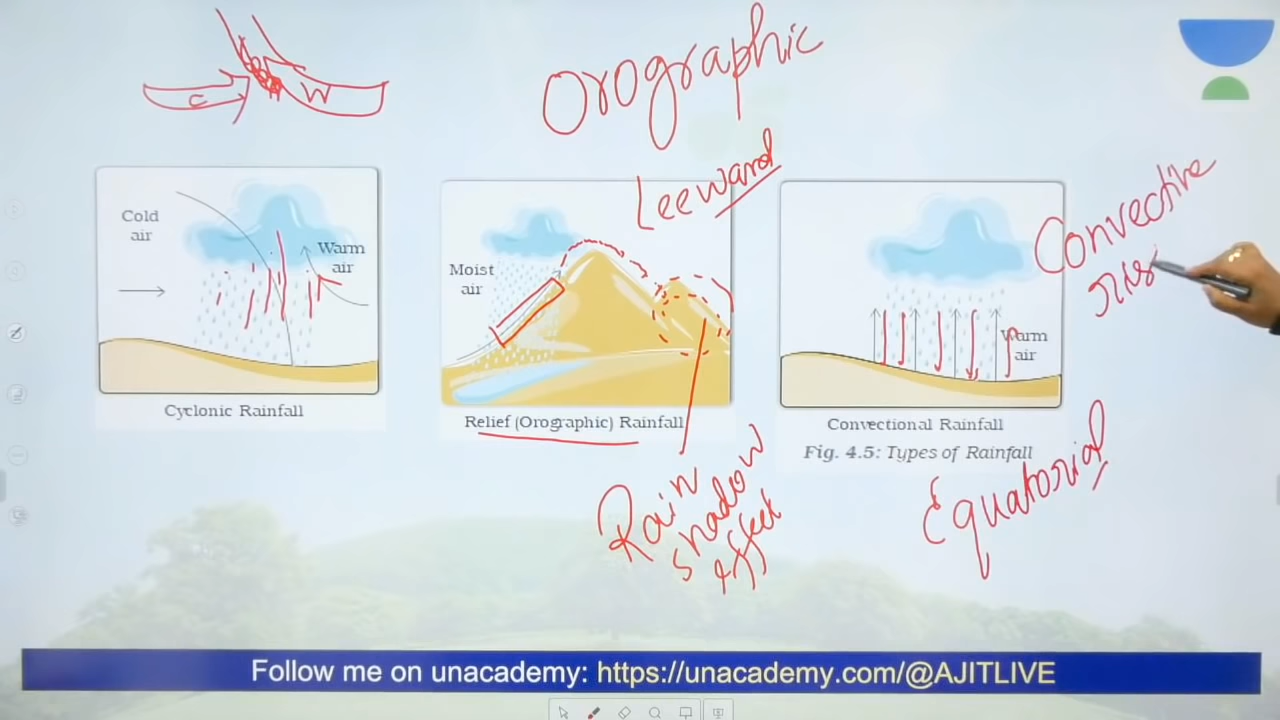 Orographic
C
W
Leeward
Convective
ris
Cold
air
Warm
air
Moist
air
Warm
air
Cyclonic Rainfall
Relief (Orographic) Rainfall
Convectional Rainfall
Fig. 4.5: Types of Rainfall
Rain
shadow
effect
Equatorial
Follow me on unacademy: https://unacademy.com/@AJITLIVE